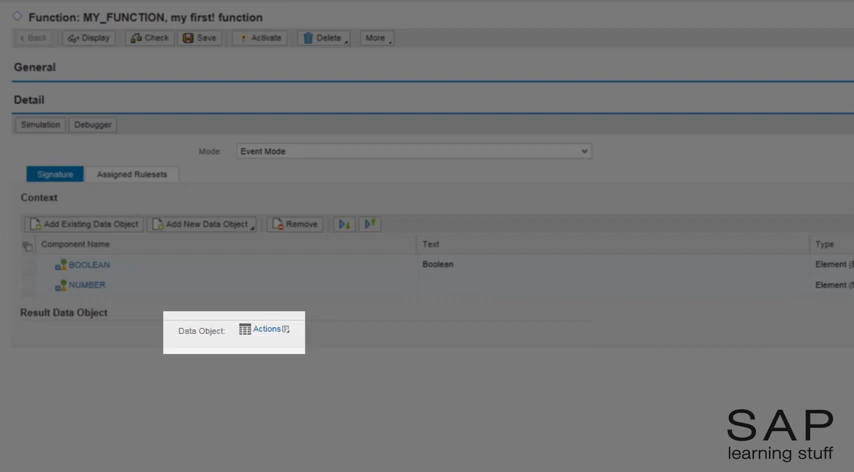 Function: MY_FUNCTION, my first! function
Back Display Check Save Activate Delete More
General
Detail
Simulation Debugger
Mode: Event Mode
Signature Assigned Rulesets
Context
Add Existing Data Object Add New Data Object Remove
Component Name Text Type
BOOLEAN Boolean Element (
NUMBER Element (
Result Data Object
Data Object: Actions
SAP
learning stuff